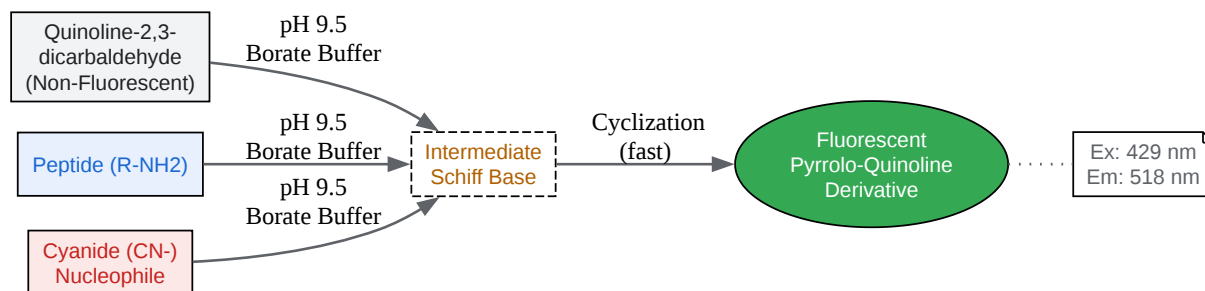 Quinoline-2,3-
dicarbaldehyde
(Non-Fluorescent)
pH 9.5
Borate Buffer
Peptide (R-NH2)
pH 9.5
Borate Buffer
Cyanide (CN-)
Nucleophile
pH 9.5
Borate Buffer
Intermediate
Schiff Base
Cyclization
(fast)
Fluorescent
Pyrrolo-Quinoline
Derivative
Ex: 429 nm
Em: 518 nm